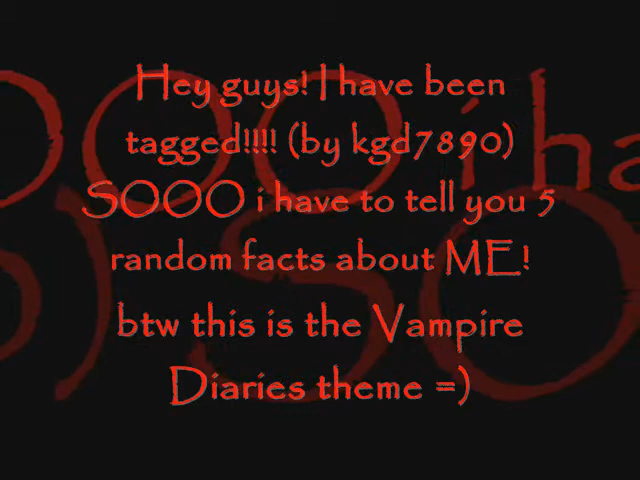 Hey guys! I have been
tagged!!!! (by kgd7890)
SOOO i have to tell you 5
random facts about ME!
btw this is the Vampire
Diaries theme =)